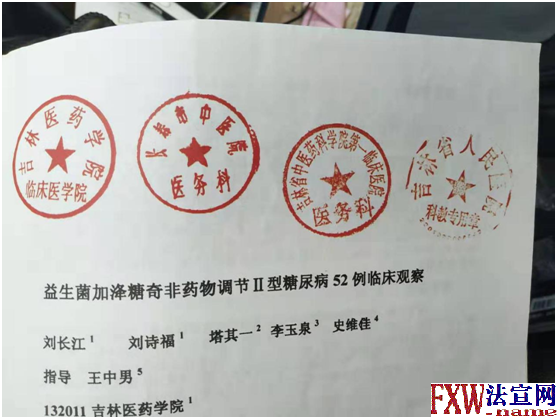 吉林医药学院
临床医学院
长春市中医院
医务科
吉林省中医药科学院第一临床医院
医务科
吉林省人民医院
科教专用章
益生菌加泽糖奇非药物调节Ⅱ型糖尿病 52 例临床观察
刘长江¹ 刘诗福¹ 塔其一² 李玉泉³ 史维佳⁴
指导 王中男⁵
132011 吉林医药学院¹
FXW法宣网
-name